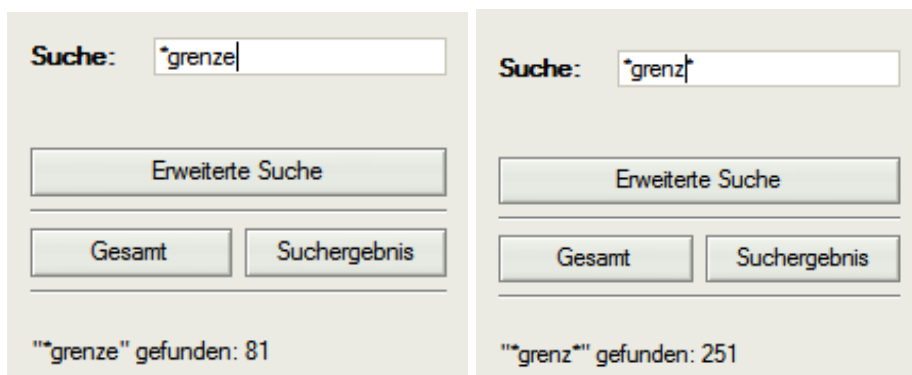 Suche: *grenze
Erweiterte Suche
Gesamt Suchergebnis
"*grenze" gefunden: 81
Suche: *grenz*
Erweiterte Suche
Gesamt Suchergebnis
"*grenz*" gefunden: 251